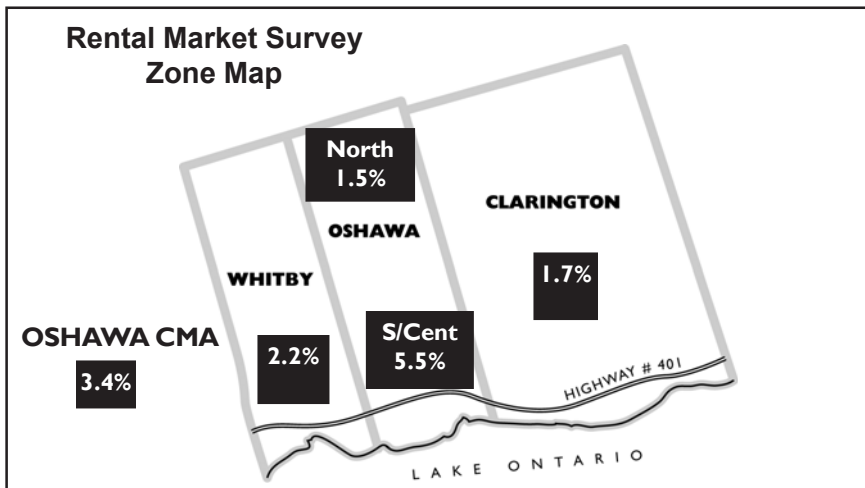 Rental Market Survey
Zone Map
North
1.5%
CLARINGTON
OSHAWA
WHITBY
1.7%
OSHAWA CMA
3.4%
2.2%
S/Cent
5.5%
HIGHWAY # 401
LAKE ONTARIO